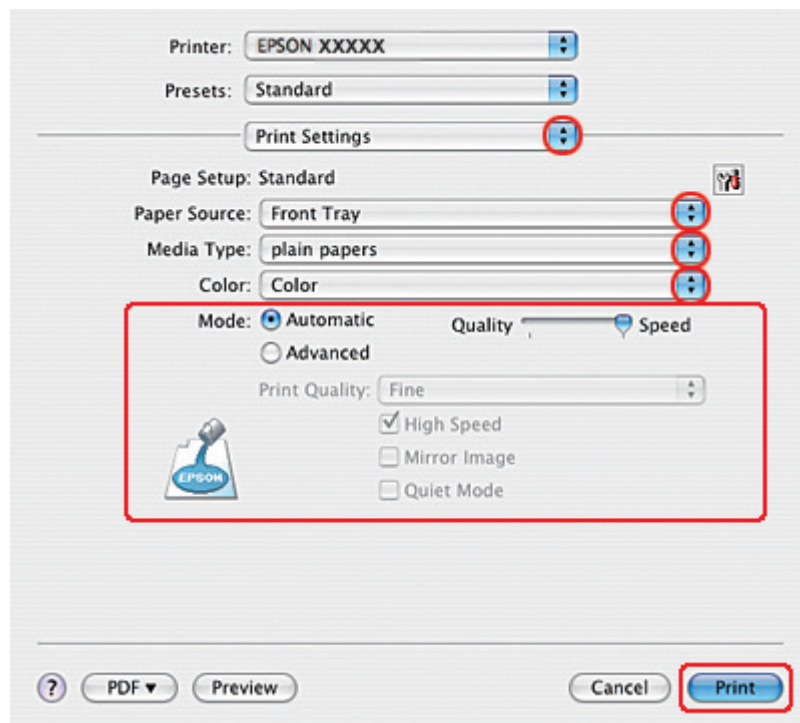 Printer: EPSON XXXXX
Presets: Standard
Print Settings
Page Setup: Standard
Paper Source: Front Tray
Media Type: plain papers
Color: Color
Mode: Automatic Quality Speed
Advanced
Print Quality: Fine
High Speed
Mirror Image
EPSON
Quiet Mode
? PDF ▼ Preview Cancel Print